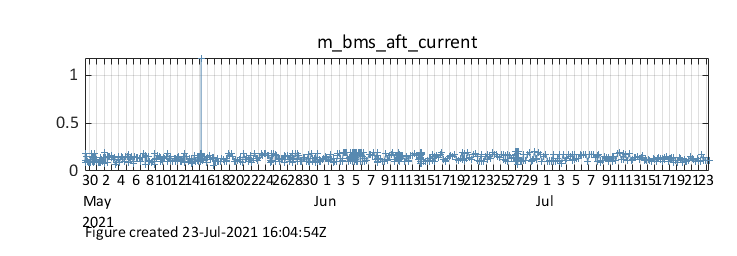 m_bms_aft_current
1
0.5
0
30 2 4 6 8 10 12 14 16 18 20 22 24 26 28 30 1 3 5 7 9 11 13 15 17 19 21 23 25 27 29 1 3 5 7 9 11 13 15 17 19 21 23
May Jun Jul
2021
Figure created 23-Jul-2021 16:04:54Z